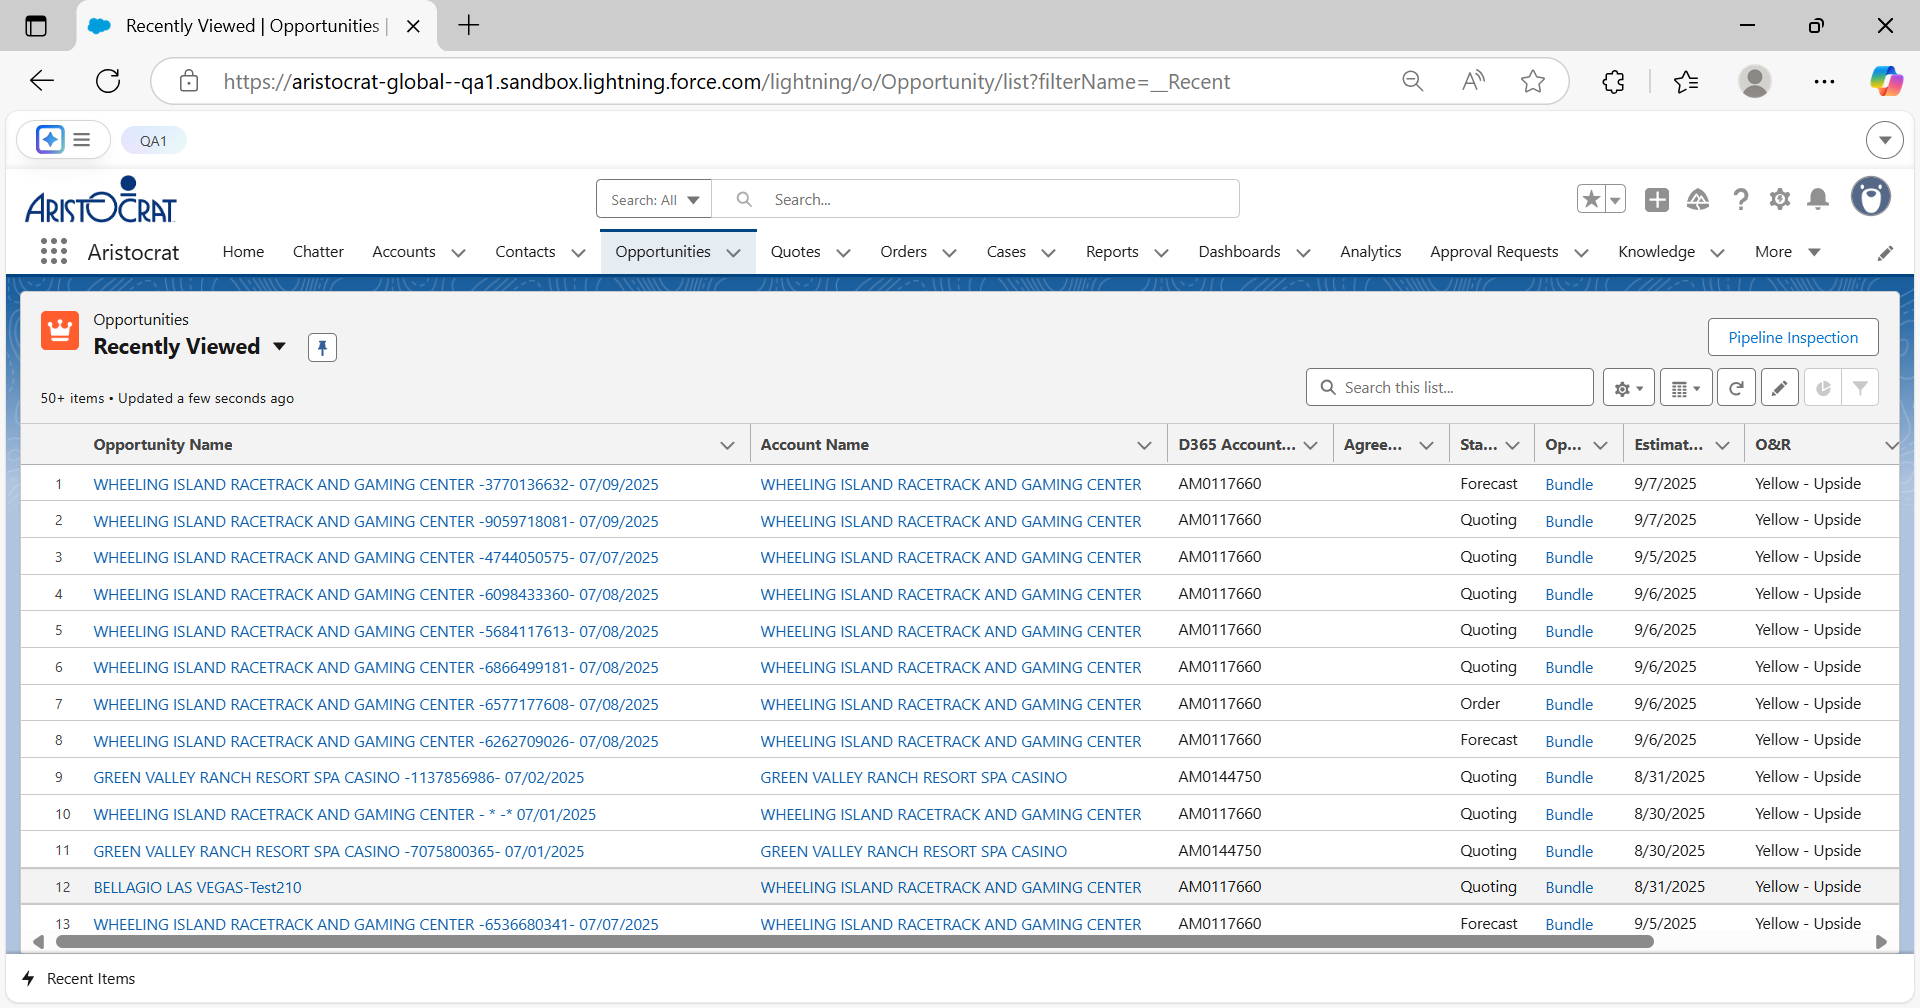 Recently Viewed | Opportunities |
https://aristocrat-global--qa1.sandbox.lightning.force.com/lightning/o/Opportunity/list?filterName=__Recent
QA1
ARISTOCRAT
Search: All
Search...
Aristocrat
Home Chatter Accounts Contacts Opportunities Quotes Orders Cases Reports Dashboards Analytics Approval Requests Knowledge More
Opportunities
Recently Viewed
Pipeline Inspection
50+ items • Updated a few seconds ago
Search this list...
Opportunity Name Account Name D365 Account... Agree... Sta... Op... Estimat... O&R
1 WHEELING ISLAND RACETRACK AND GAMING CENTER -3770136632- 07/09/2025 WHEELING ISLAND RACETRACK AND GAMING CENTER AM0117660 Forecast Bundle 9/7/2025 Yellow - Upside
2 WHEELING ISLAND RACETRACK AND GAMING CENTER -9059718081- 07/09/2025 WHEELING ISLAND RACETRACK AND GAMING CENTER AM0117660 Quoting Bundle 9/7/2025 Yellow - Upside
3 WHEELING ISLAND RACETRACK AND GAMING CENTER -4744050575- 07/07/2025 WHEELING ISLAND RACETRACK AND GAMING CENTER AM0117660 Quoting Bundle 9/5/2025 Yellow - Upside
4 WHEELING ISLAND RACETRACK AND GAMING CENTER -6098433360- 07/08/2025 WHEELING ISLAND RACETRACK AND GAMING CENTER AM0117660 Quoting Bundle 9/6/2025 Yellow - Upside
5 WHEELING ISLAND RACETRACK AND GAMING CENTER -5684117613- 07/08/2025 WHEELING ISLAND RACETRACK AND GAMING CENTER AM0117660 Quoting Bundle 9/6/2025 Yellow - Upside
6 WHEELING ISLAND RACETRACK AND GAMING CENTER -6866499181- 07/08/2025 WHEELING ISLAND RACETRACK AND GAMING CENTER AM0117660 Quoting Bundle 9/6/2025 Yellow - Upside
7 WHEELING ISLAND RACETRACK AND GAMING CENTER -6577177608- 07/08/2025 WHEELING ISLAND RACETRACK AND GAMING CENTER AM0117660 Order Bundle 9/6/2025 Yellow - Upside
8 WHEELING ISLAND RACETRACK AND GAMING CENTER -6262709026- 07/08/2025 WHEELING ISLAND RACETRACK AND GAMING CENTER AM0117660 Forecast Bundle 9/6/2025 Yellow - Upside
9 GREEN VALLEY RANCH RESORT SPA CASINO -1137856986- 07/02/2025 GREEN VALLEY RANCH RESORT SPA CASINO AM0144750 Quoting Bundle 8/31/2025 Yellow - Upside
10 WHEELING ISLAND RACETRACK AND GAMING CENTER - * -* 07/01/2025 WHEELING ISLAND RACETRACK AND GAMING CENTER AM0117660 Quoting Bundle 8/30/2025 Yellow - Upside
11 GREEN VALLEY RANCH RESORT SPA CASINO -7075800365- 07/01/2025 GREEN VALLEY RANCH RESORT SPA CASINO AM0144750 Quoting Bundle 8/30/2025 Yellow - Upside
12 BELLAGIO LAS VEGAS-Test210 WHEELING ISLAND RACETRACK AND GAMING CENTER AM0117660 Quoting Bundle 8/31/2025 Yellow - Upside
13 WHEELING ISLAND RACETRACK AND GAMING CENTER -6536680341- 07/07/2025 WHEELING ISLAND RACETRACK AND GAMING CENTER AM0117660 Forecast Bundle 9/5/2025 Yellow - Upside
Recent Items